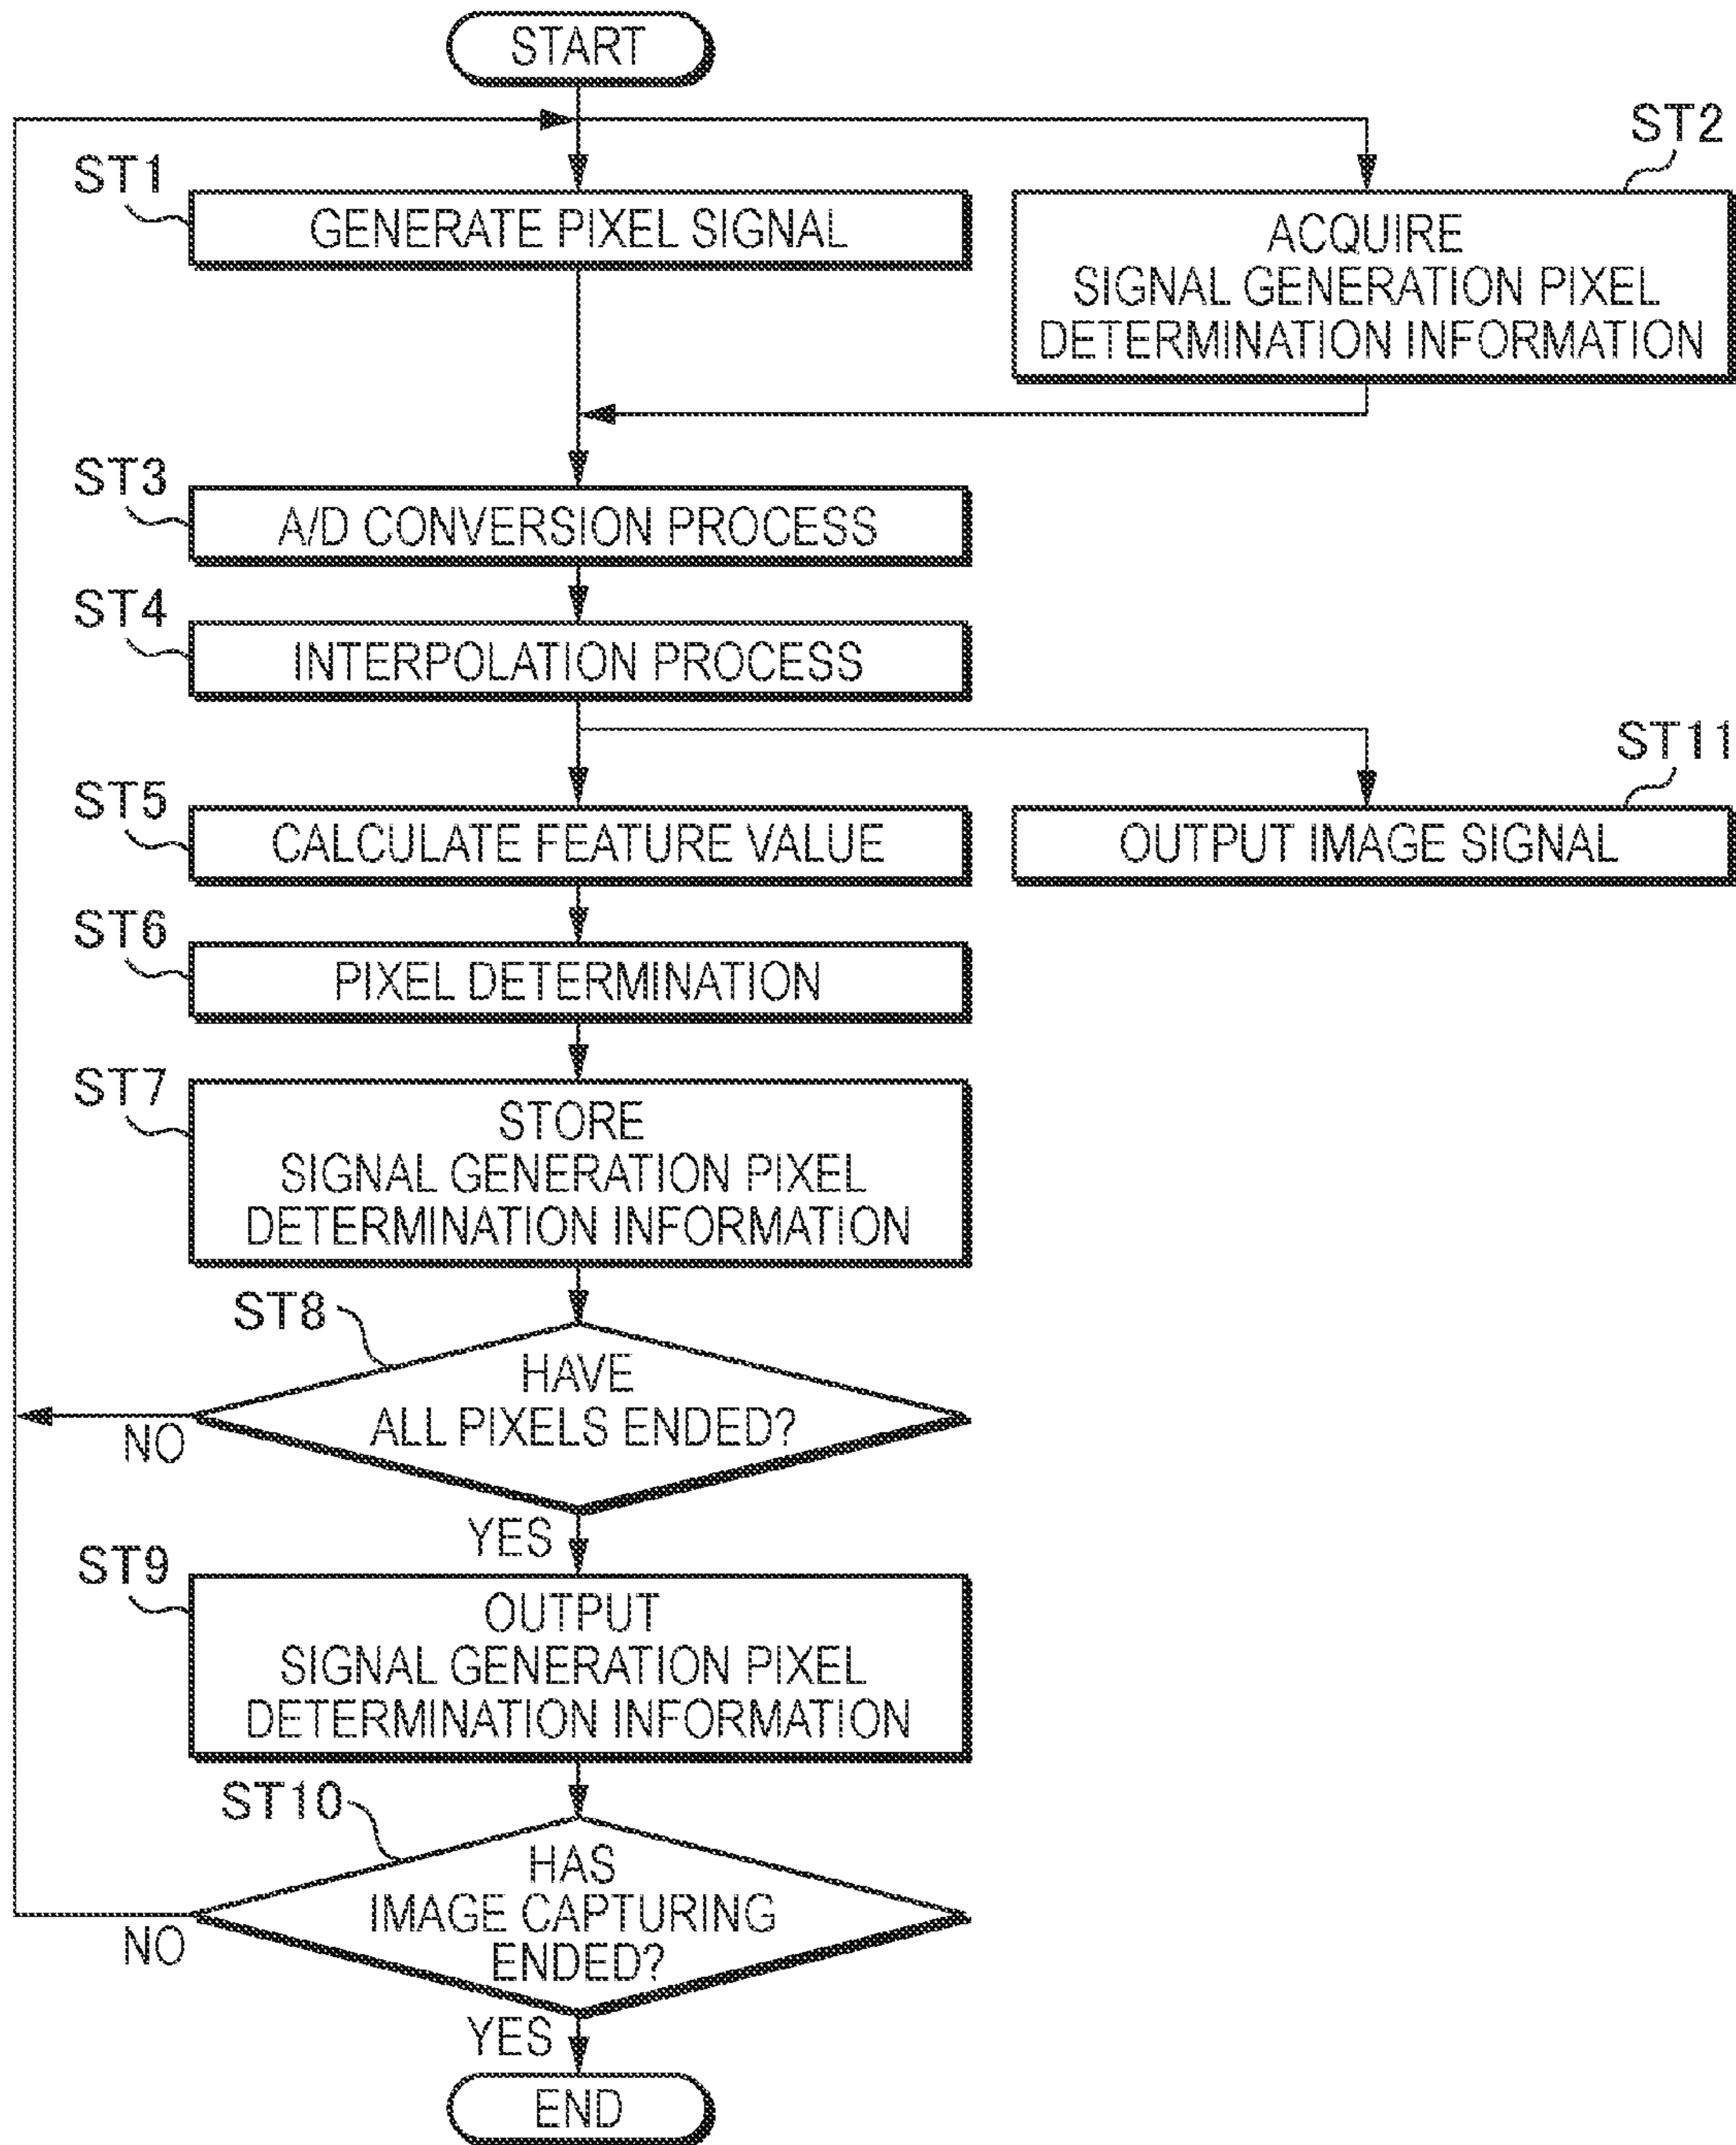 START
ST1
GENERATE PIXEL SIGNAL
ST2
ACQUIRE
SIGNAL GENERATION PIXEL
DETERMINATION INFORMATION
ST3
A/D CONVERSION PROCESS
ST4
INTERPOLATION PROCESS
ST5
CALCULATE FEATURE VALUE
ST11
OUTPUT IMAGE SIGNAL
ST6
PIXEL DETERMINATION
ST7
STORE
SIGNAL GENERATION PIXEL
DETERMINATION INFORMATION
ST8
HAVE
ALL PIXELS ENDED?
NO
YES
ST9
OUTPUT
SIGNAL GENERATION PIXEL
DETERMINATION INFORMATION
ST10
HAS
IMAGE CAPTURING
ENDED?
NO
YES
END